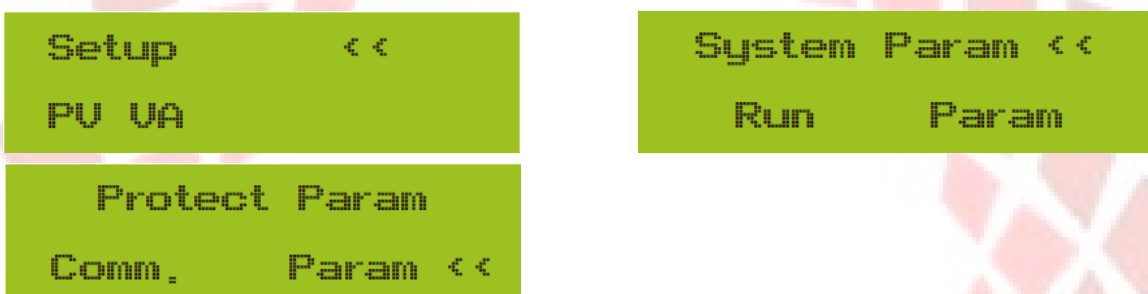 Setup <<
PV VA
System Param <<
Run Param
Protect Param
Comm. Param <<